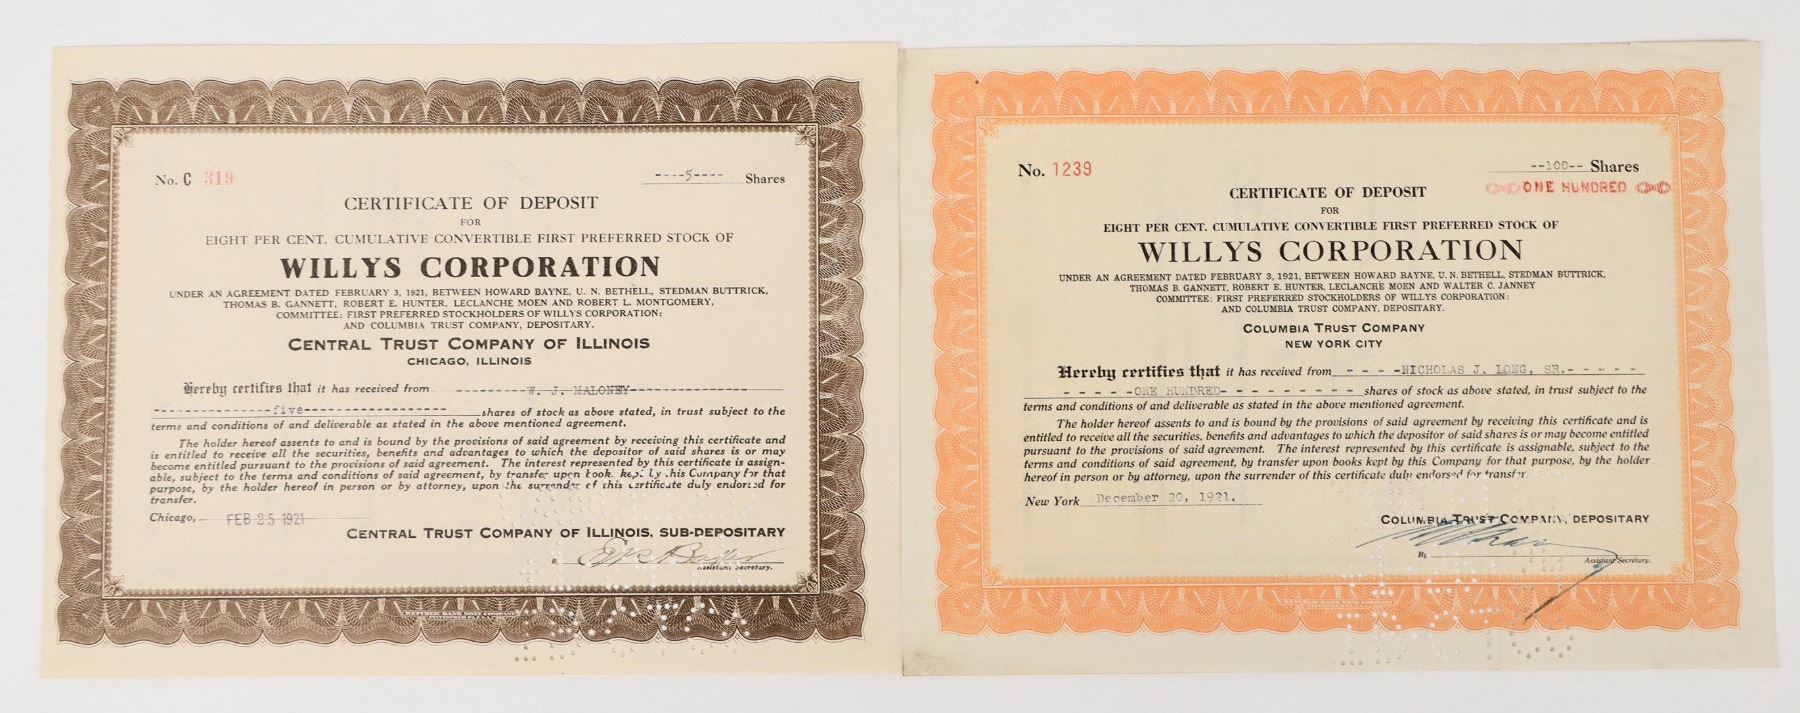 No. C 319
----5---- Shares
CERTIFICATE OF DEPOSIT
FOR
EIGHT PER CENT. CUMULATIVE CONVERTIBLE FIRST PREFERRED STOCK OF
WILLYS CORPORATION
UNDER AN AGREEMENT DATED FEBRUARY 3, 1921, BETWEEN HOWARD BAYNE, U. N. BETHELL, STEDMAN BUTTRICK,
THOMAS B. GANNETT, ROBERT E. HUNTER, LECLANCHÉ MOEN AND ROBERT L. MONTGOMERY,
COMMITTEE: FIRST PREFERRED STOCKHOLDERS OF WILLYS CORPORATION:
AND COLUMBIA TRUST COMPANY, DEPOSITARY.
CENTRAL TRUST COMPANY OF ILLINOIS
CHICAGO, ILLINOIS
Hereby certifies that it has received from ---------W. J. MALONEY-------------------
---------------five------------------ shares of stock as above stated, in trust subject to the
terms and conditions of and deliverable as stated in the above mentioned agreement.
The holder hereof assents to and is bound by the provisions of said agreement by receiving this certificate and
is entitled to receive all the securities, benefits and advantages to which the depositor of said shares is or may
become entitled pursuant to the provisions of said agreement. The interest represented by this certificate is assign-
able, subject to the terms and conditions of said agreement, by transfer upon book, kept by this Company for that
purpose, by the holder hereof in person or by attorney, upon the surrender of this certificate duly endorsed for
transfer.
Chicago, FEB 25 1921
CENTRAL TRUST COMPANY OF ILLINOIS, SUB-DEPOSITARY
Assistant Secretary.
REPUBLIC BANK NOTE COMPANY
No. 1239
--100-- Shares
ONE HUNDRED
CERTIFICATE OF DEPOSIT
FOR
EIGHT PER CENT. CUMULATIVE CONVERTIBLE FIRST PREFERRED STOCK OF
WILLYS CORPORATION
UNDER AN AGREEMENT DATED FEBRUARY 3, 1921, BETWEEN HOWARD BAYNE, U. N. BETHELL, STEDMAN BUTTRICK,
THOMAS B. GANNETT, ROBERT E. HUNTER, LECLANCHE MOEN AND WALTER C. JANNEY
COMMITTEE: FIRST PREFERRED STOCKHOLDERS OF WILLYS CORPORATION:
AND COLUMBIA TRUST COMPANY, DEPOSITARY.
COLUMBIA TRUST COMPANY
NEW YORK CITY
Hereby certifies that it has received from - - - -NICHOLAS J. LONG, SR.- - - - -
- - - - -ONE HUNDRED- - - - - - - - - shares of stock as above stated, in trust subject to the
terms and conditions of and deliverable as stated in the above mentioned agreement.
The holder hereof assents to and is bound by the provisions of said agreement by receiving this certificate and is
entitled to receive all the securities, benefits and advantages to which the depositor of said shares is or may become entitled
pursuant to the provisions of said agreement. The interest represented by this certificate is assignable, subject to the
terms and conditions of said agreement, by transfer upon books kept by this Company for that purpose, by the holder
hereof in person or by attorney, upon the surrender of this certificate duly endorsed for transfer.
New York December 20, 1921.
COLUMBIA TRUST COMPANY, DEPOSITARY
By
Assistant Secretary.